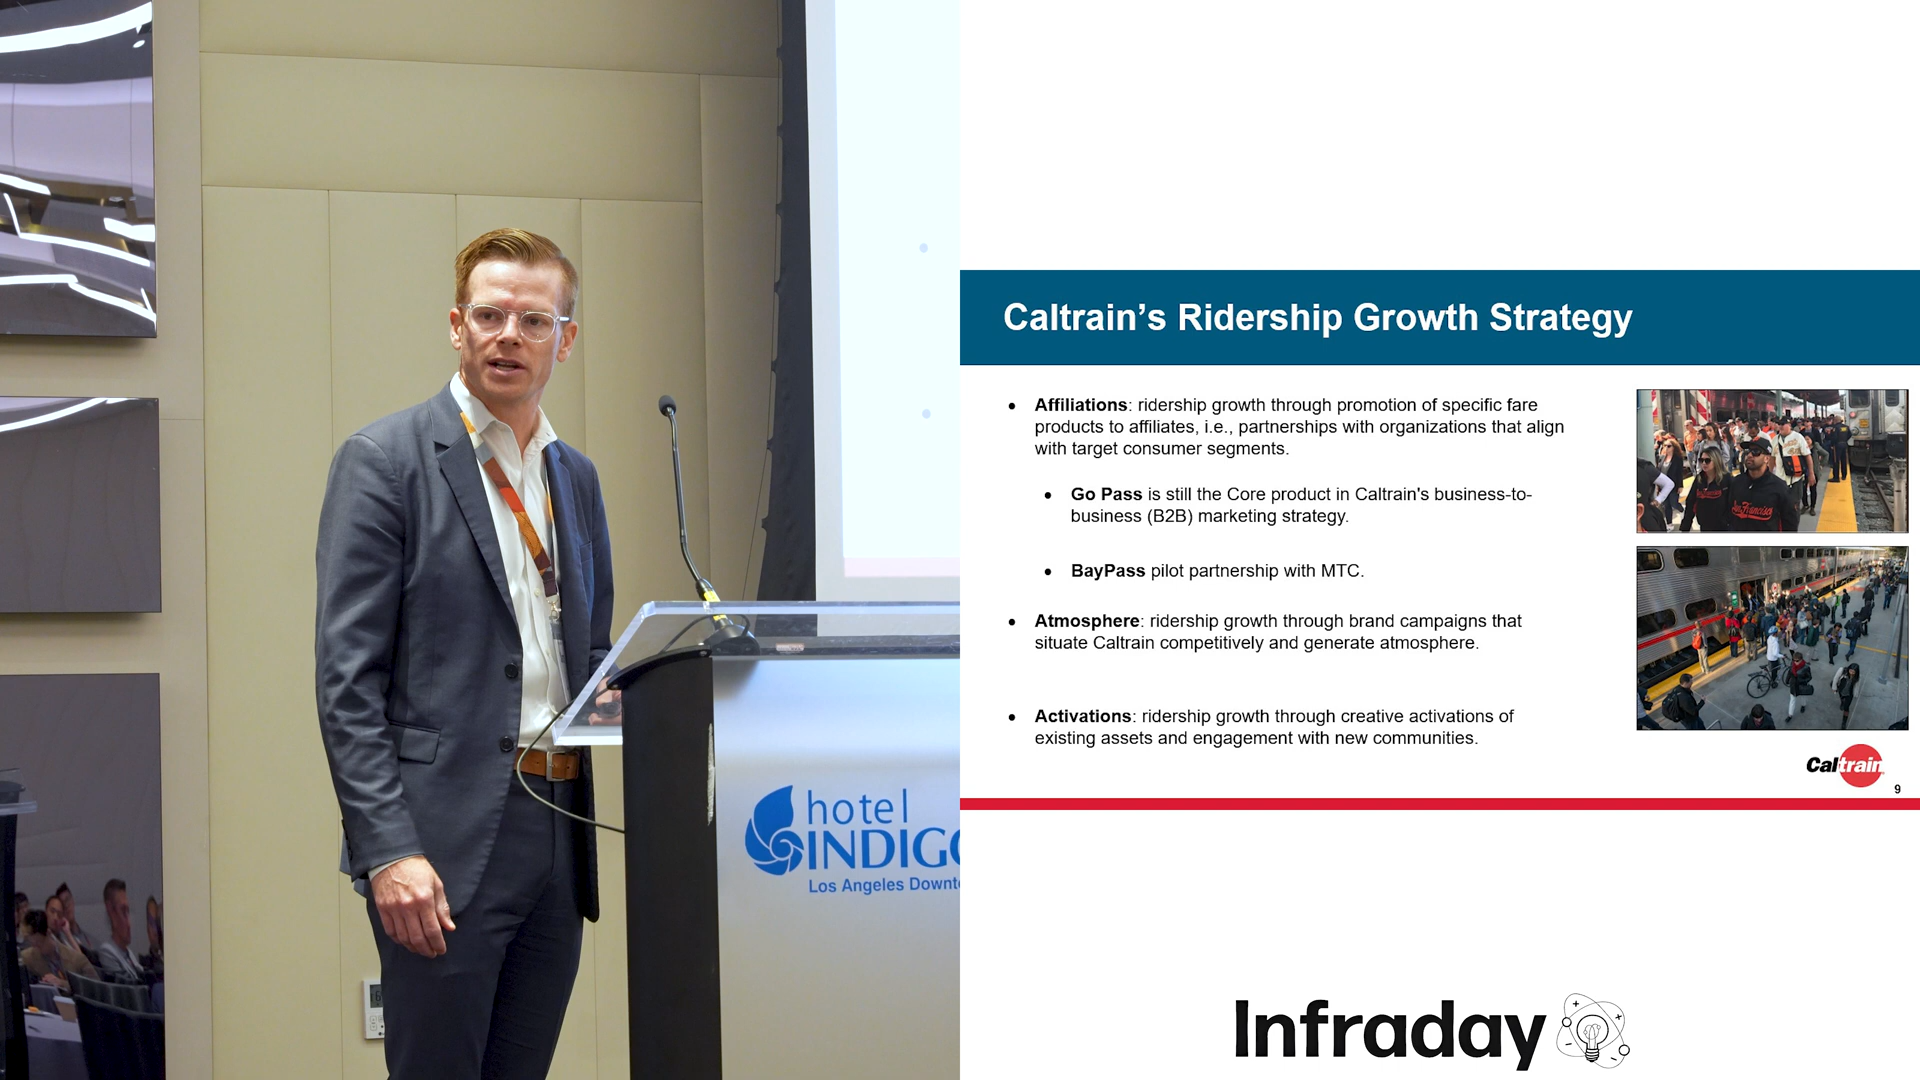 hotel
INDIGO
Los Angeles Downt
Caltrain’s Ridership Growth Strategy
• Affiliations: ridership growth through promotion of specific fare
products to affiliates, i.e., partnerships with organizations that align
with target consumer segments.
• Go Pass is still the Core product in Caltrain's business-to-
business (B2B) marketing strategy.
• BayPass pilot partnership with MTC.
• Atmosphere: ridership growth through brand campaigns that
situate Caltrain competitively and generate atmosphere.
• Activations: ridership growth through creative activations of
existing assets and engagement with new communities.
San Francisco
Caltrain
9
Infraday